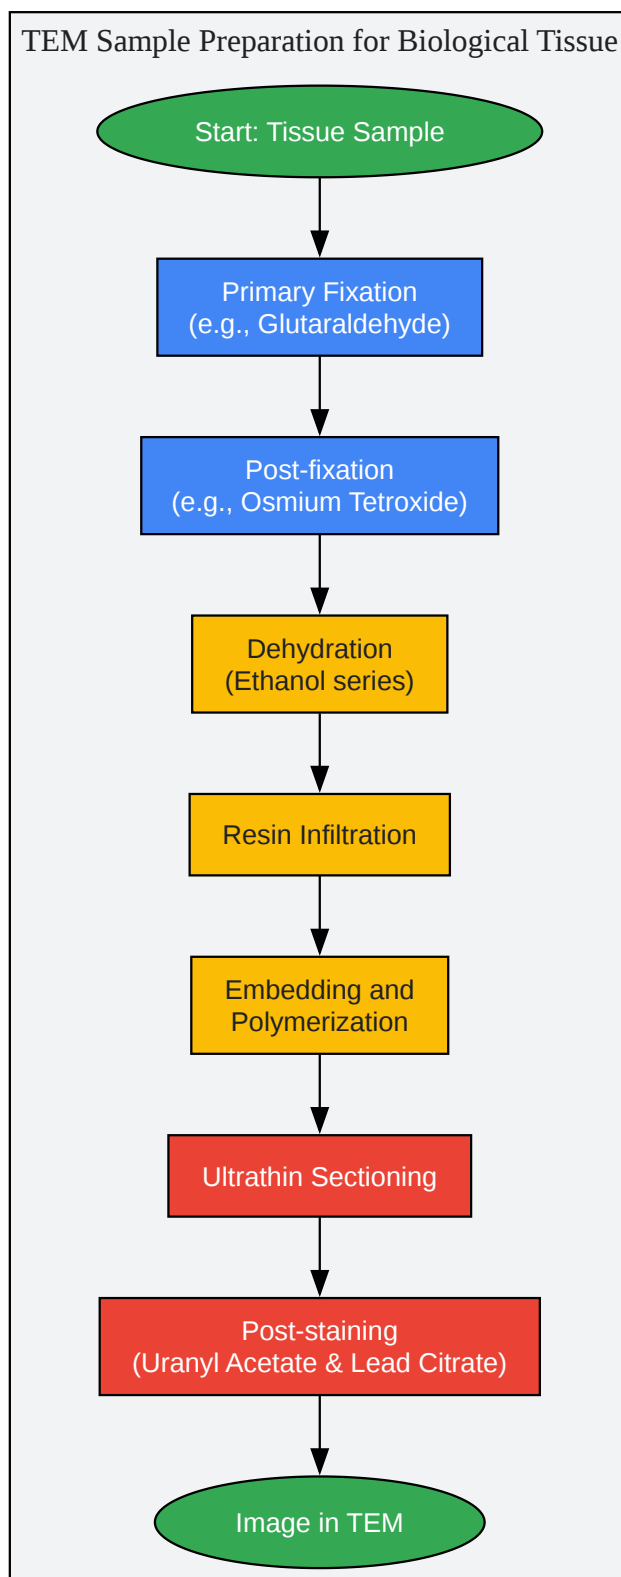 TEM Sample Preparation for Biological Tissue
Start: Tissue Sample
Primary Fixation
(e.g., Glutaraldehyde)
Post-fixation
(e.g., Osmium Tetroxide)
Dehydration
(Ethanol series)
Resin Infiltration
Embedding and
Polymerization
Ultrathin Sectioning
Post-staining
(Uranyl Acetate & Lead Citrate)
Image in TEM